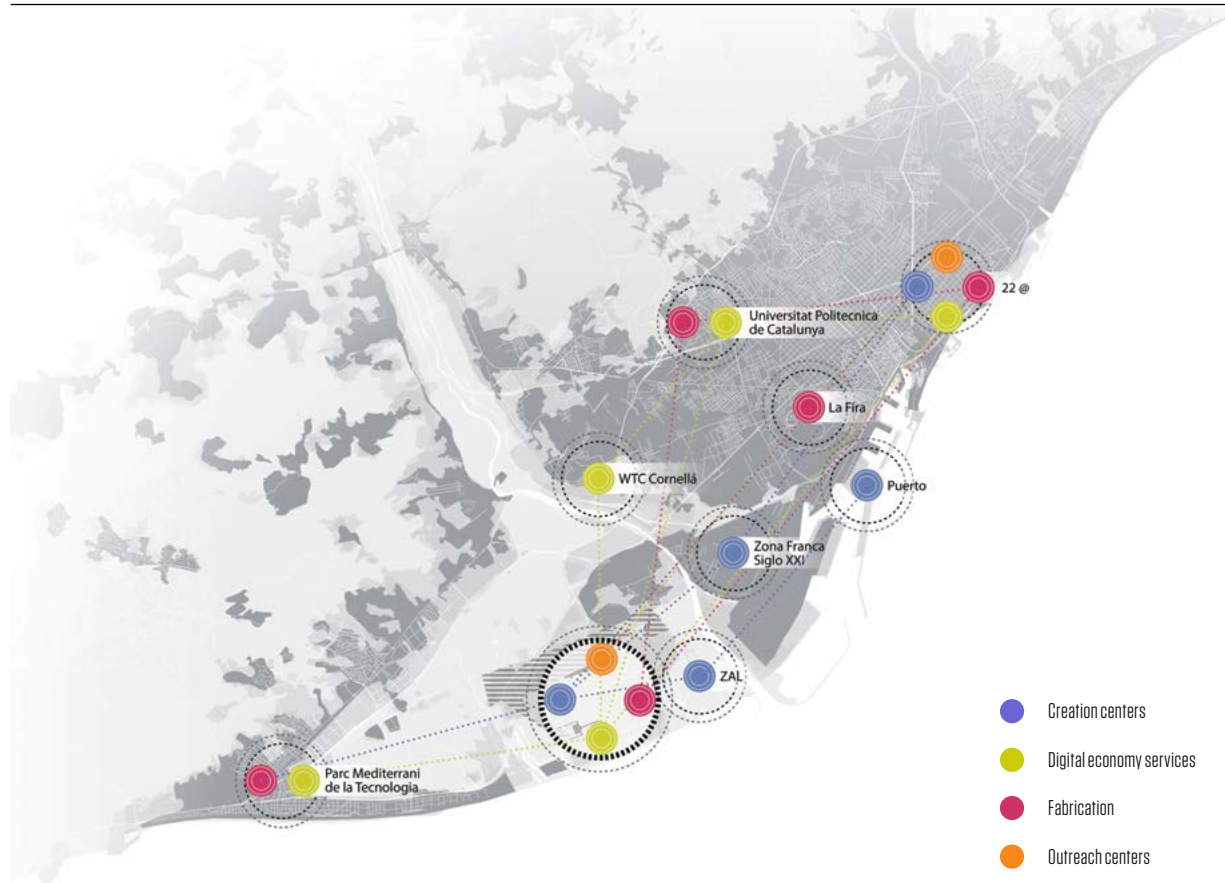 22 @
Universitat Politecnica
de Catalunya
La Fira
WTC Cornellá
Puerto
Zona Franca
Siglo XXI
ZAL
Parc Mediterrani
de la Tecnologia
Creation centers
Digital economy services
Fabrication
Outreach centers